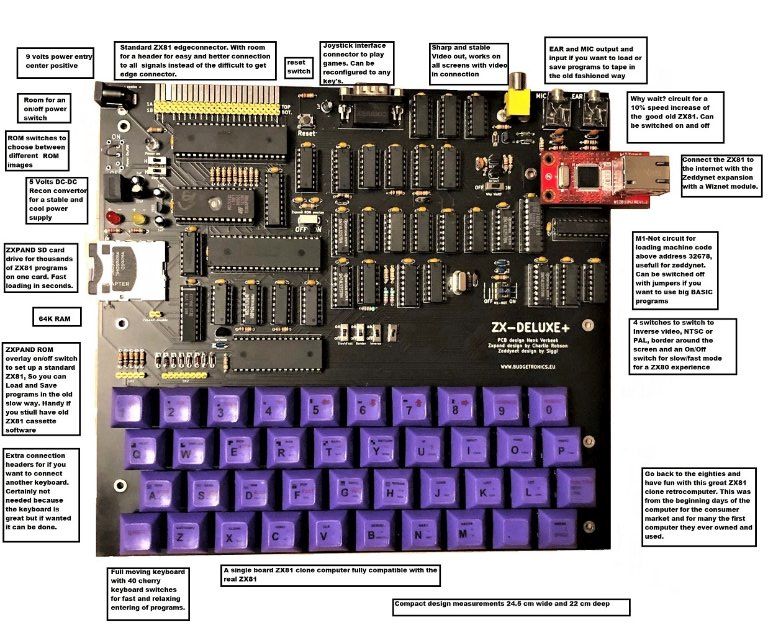 9 volts power entry
center positive
Standard ZX81 edgeconnector. With room
for a header for easy and better connection
to all signals instead of the difficult to get
edge connector.
reset
switch
Joystick interface
connector to play
games. Can be
reconfigured to any
key's.
Sharp and stable
Video out, works on
all screens with video
in connection
EAR and MIC output and
input if you want to load or
save programs to tape in
the old fashioned way
Room for an
on/off power
switch
Why wait? circuit for a
10% speed increase of
the good old ZX81. Can
be switched on and off
ROM switches to
choose between
different ROM
images
Connect the ZX81 to
the internet with the
Zeddynet expansion
with a Wiznet module.
5 Volts DC-DC
Recon convertor
for a stable and
cool power
supply
M1-Not circuit for
loading machine code
above address 32678,
usefull for zeddynet.
Can be switched off
with jumpers if you
want to use big BASIC
programs
ZXPAND SD card
drive for thousands
of ZX81 programs
on one card. Fast
loading in seconds.
64K RAM
4 switches to switch to
Inverse video, NTSC or
PAL, border around the
screen and an On/Off
switch for slow/fast mode
for a ZX80 experience
ZXPAND ROM
overlay on/off switch
to set up a standard
ZX81, So you can
Load and Save
programs in the old
slow way. Handy if
you stiull have old
ZX81 cassette
software
Extra connection
headers for if you
want to connect
another keyboard.
Certainly not
needed because
the keyboard is
great but if wanted
it can be done.
Go back to the eighties and
have fun with this great ZX81
clone retrocomputer. This was
from the beginning days of the
computer for the consumer
market and for many the first
computer they ever owned and
used.
Full moving keyboard
with 40 cherry
keyboard switches
for fast and relaxing
entering of programs.
A single board ZX81 clone computer fully compatible with the
real ZX81
Compact design measurements 24.5 cm wide and 22 cm deep
TOP
BOT.
Reset
MIC
EAR
OFF ON
ZX-DELUXE+
PCB design Henk Verbeek
Zxpand design by Charlie Robson
Zeddynet design by Siggi
WWW.BUDGETRONICS.EU
2 3 4 5 6 7 8 9 0
Q W E R T Y U I O P
A S D F G H J K L
Z X C V B N M